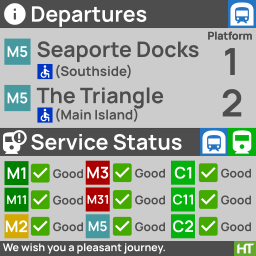 Departures
Platform
M5 Seaporte Docks 1
(Southside)
M5 The Triangle 2
(Main Island)
Service Status
M1 Good M3 Good C1 Good
M11 Good M31 Good C11 Good
M2 Good M5 Good C2 Good
We wish you a pleasant journey. HT